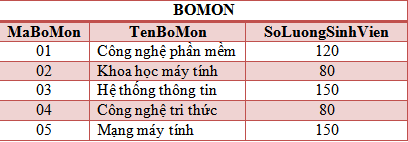 BOMON
MaBoMon TenBoMon SoLuongSinhVien
01 Công nghệ phần mềm 120
02 Khoa học máy tính 80
03 Hệ thống thông tin 150
04 Công nghệ tri thức 80
05 Mạng máy tính 150